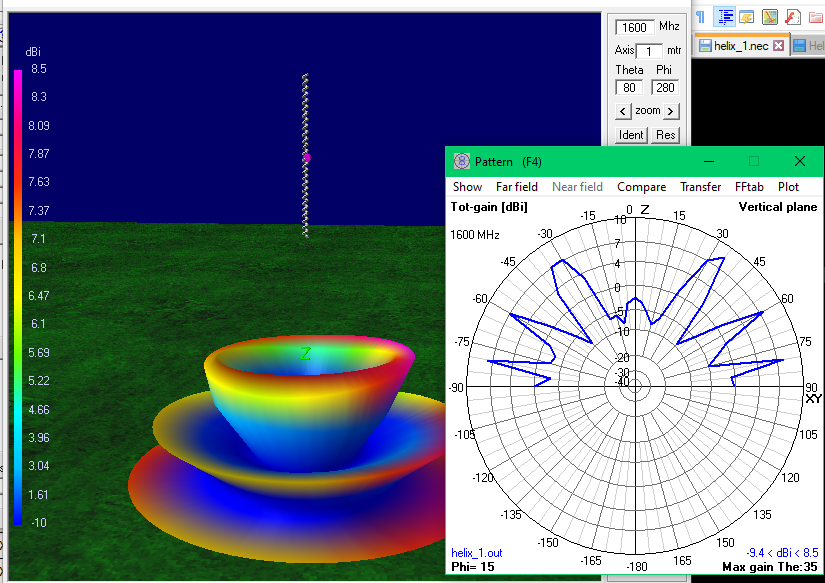 dBi
8.5
8.3
8.09
7.87
7.63
7.37
7.1
6.8
6.47
6.1
5.69
5.22
4.66
3.96
3.04
1.61
-10
Z
1600 Mhz
Axis 1 mtr
Theta Phi
80 280
< zoom >
Ident Res
helix_1.nec Hel
Pattern (F4)
Show Far field Near field Compare Transfer FFtab Plot
Tot-gain [dBi] Vertical plane
1600 MHz
0 Z
-15 15
-30 30
-45 45
-60 60
-75 75
-90 90
XY
-105 105
-120 120
-135 135
-150 150
-165 165
-180
10
7
4
0
-5
-10
-20
-30
-40
helix_1.out -9.4 < dBi < 8.5
Phi= 15 Max gain The:35